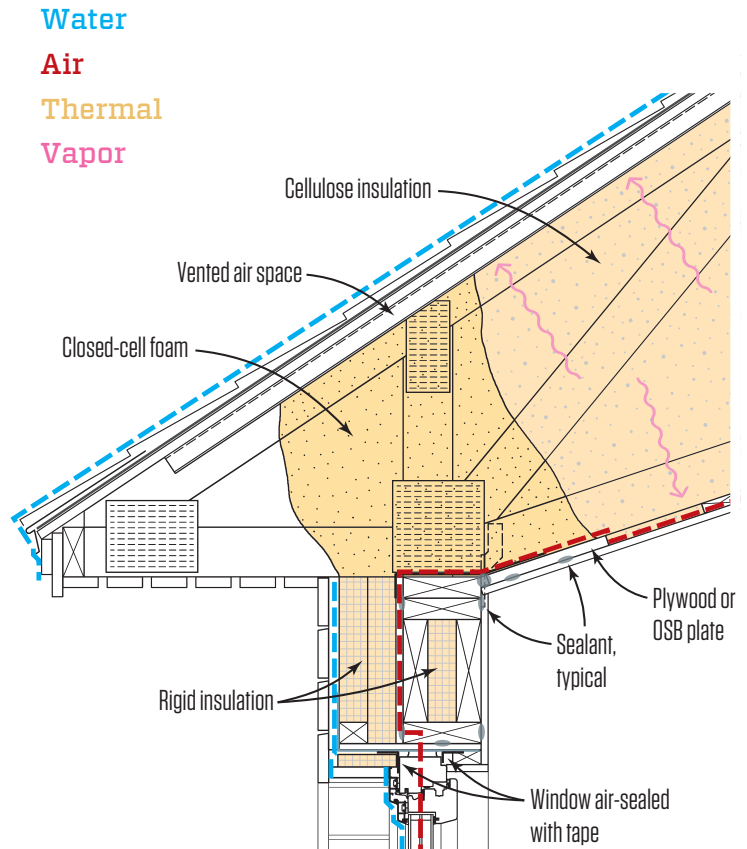 Water
Air
Thermal
Vapor
Cellulose insulation
Vented air space
Closed-cell foam
Plywood or
OSB plate
Sealant,
typical
Rigid insulation
Window air-sealed
with tape